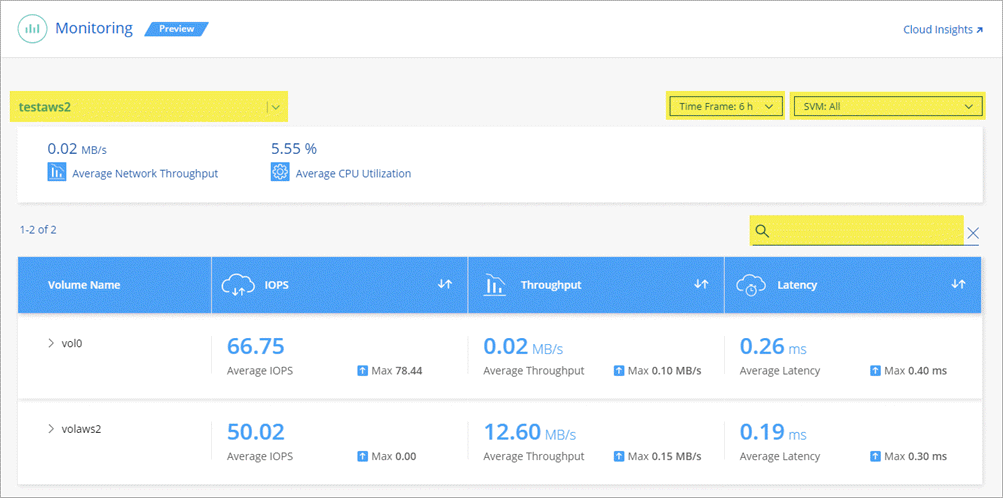 Monitoring Preview Cloud Insights
testaws2 Time Frame: 6 h SVM: All
0.02 MB/s 5.55 %
Average Network Throughput Average CPU Utilization
1-2 of 2
Volume Name IOPS Throughput Latency
vol0 66.75 0.02 MB/s 0.26 ms
Average IOPS Max 78.44 Average Throughput Max 0.10 MB/s Average Latency Max 0.40 ms
volaws2 50.02 12.60 MB/s 0.19 ms
Average IOPS Max 0.00 Average Throughput Max 0.15 MB/s Average Latency Max 0.30 ms